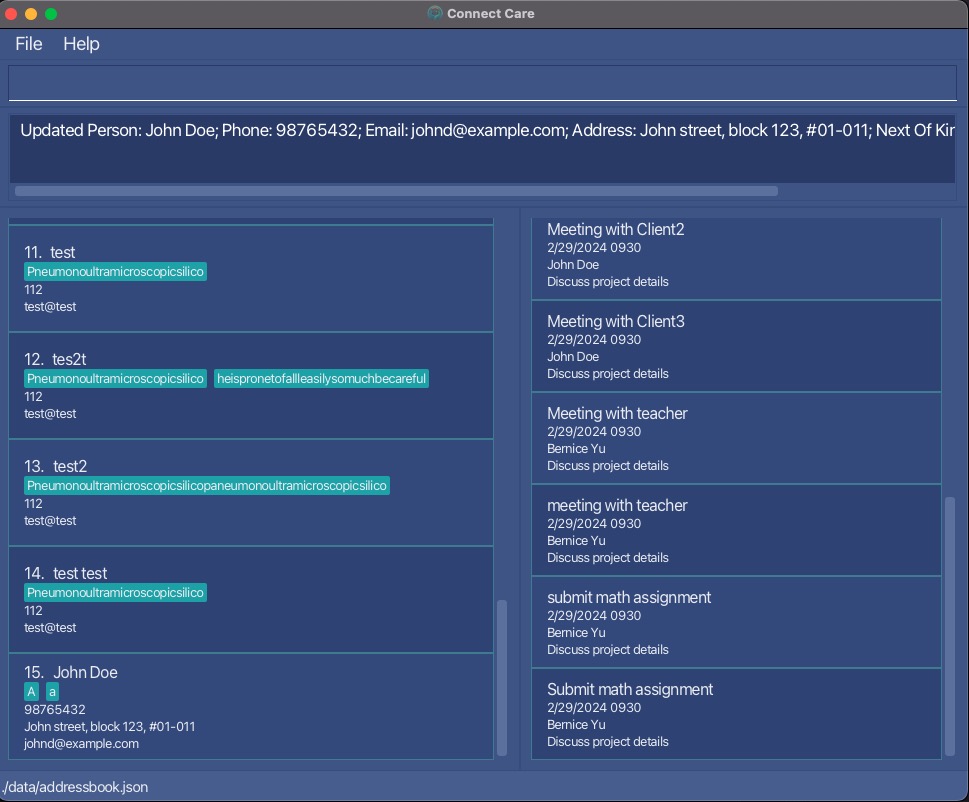 Connect Care
File Help
Updated Person: John Doe; Phone: 98765432; Email: johnd@example.com; Address: John street, block 123, #01-011; Next Of Kin
11. test
Pneumonoultramicroscopicsilico
112
test@test
12. tes2t
Pneumonoultramicroscopicsilico heispronetofallleasilysomuchbecareful
112
test@test
13. test2
Pneumonoultramicroscopicsilicopaneumonoultramicroscopicsilico
112
test@test
14. test test
Pneumonoultramicroscopicsilico
112
test@test
15. John Doe
A a
98765432
John street, block 123, #01-011
johnd@example.com
Meeting with Client2
2/29/2024 0930
John Doe
Discuss project details
Meeting with Client3
2/29/2024 0930
John Doe
Discuss project details
Meeting with teacher
2/29/2024 0930
Bernice Yu
Discuss project details
meeting with teacher
2/29/2024 0930
Bernice Yu
Discuss project details
submit math assignment
2/29/2024 0930
Bernice Yu
Discuss project details
Submit math assignment
2/29/2024 0930
Bernice Yu
Discuss project details
./data/addressbook.json